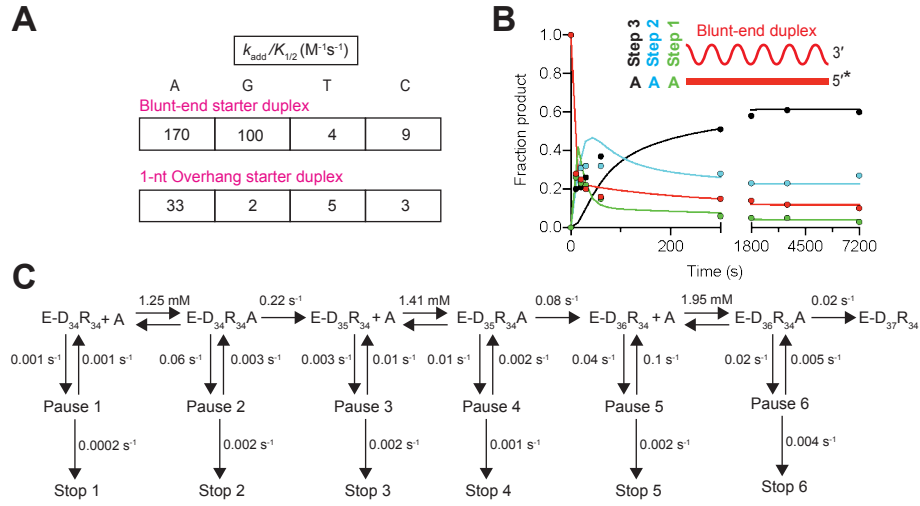 A
k_add/K_1/2 (M⁻¹s⁻¹)
A G T C
Blunt-end starter duplex
170 100 4 9
1-nt Overhang starter duplex
33 2 5 3
B
Step 3 Step 2 Step 1
Blunt-end duplex
3′
A A A 5′*
Fraction product
1.0
0.8
0.6
0.4
0.2
0.0
0 200 1800 4500 7200
Time (s)
C
1.25 mM 0.22 s⁻¹ 1.41 mM 0.08 s⁻¹ 1.95 mM 0.02 s⁻¹
E-D₃₄R₃₄+ A E-D₃₄R₃₄A E-D₃₅R₃₄ + A E-D₃₅R₃₄A E-D₃₆R₃₄ + A E-D₃₆R₃₄A E-D₃₇R₃₄
0.001 s⁻¹ 0.001 s⁻¹ 0.06 s⁻¹ 0.003 s⁻¹ 0.003 s⁻¹ 0.01 s⁻¹ 0.01 s⁻¹ 0.002 s⁻¹ 0.04 s⁻¹ 0.1 s⁻¹ 0.02 s⁻¹ 0.005 s⁻¹
Pause 1 Pause 2 Pause 3 Pause 4 Pause 5 Pause 6
0.0002 s⁻¹ 0.002 s⁻¹ 0.002 s⁻¹ 0.001 s⁻¹ 0.002 s⁻¹ 0.004 s⁻¹
Stop 1 Stop 2 Stop 3 Stop 4 Stop 5 Stop 6